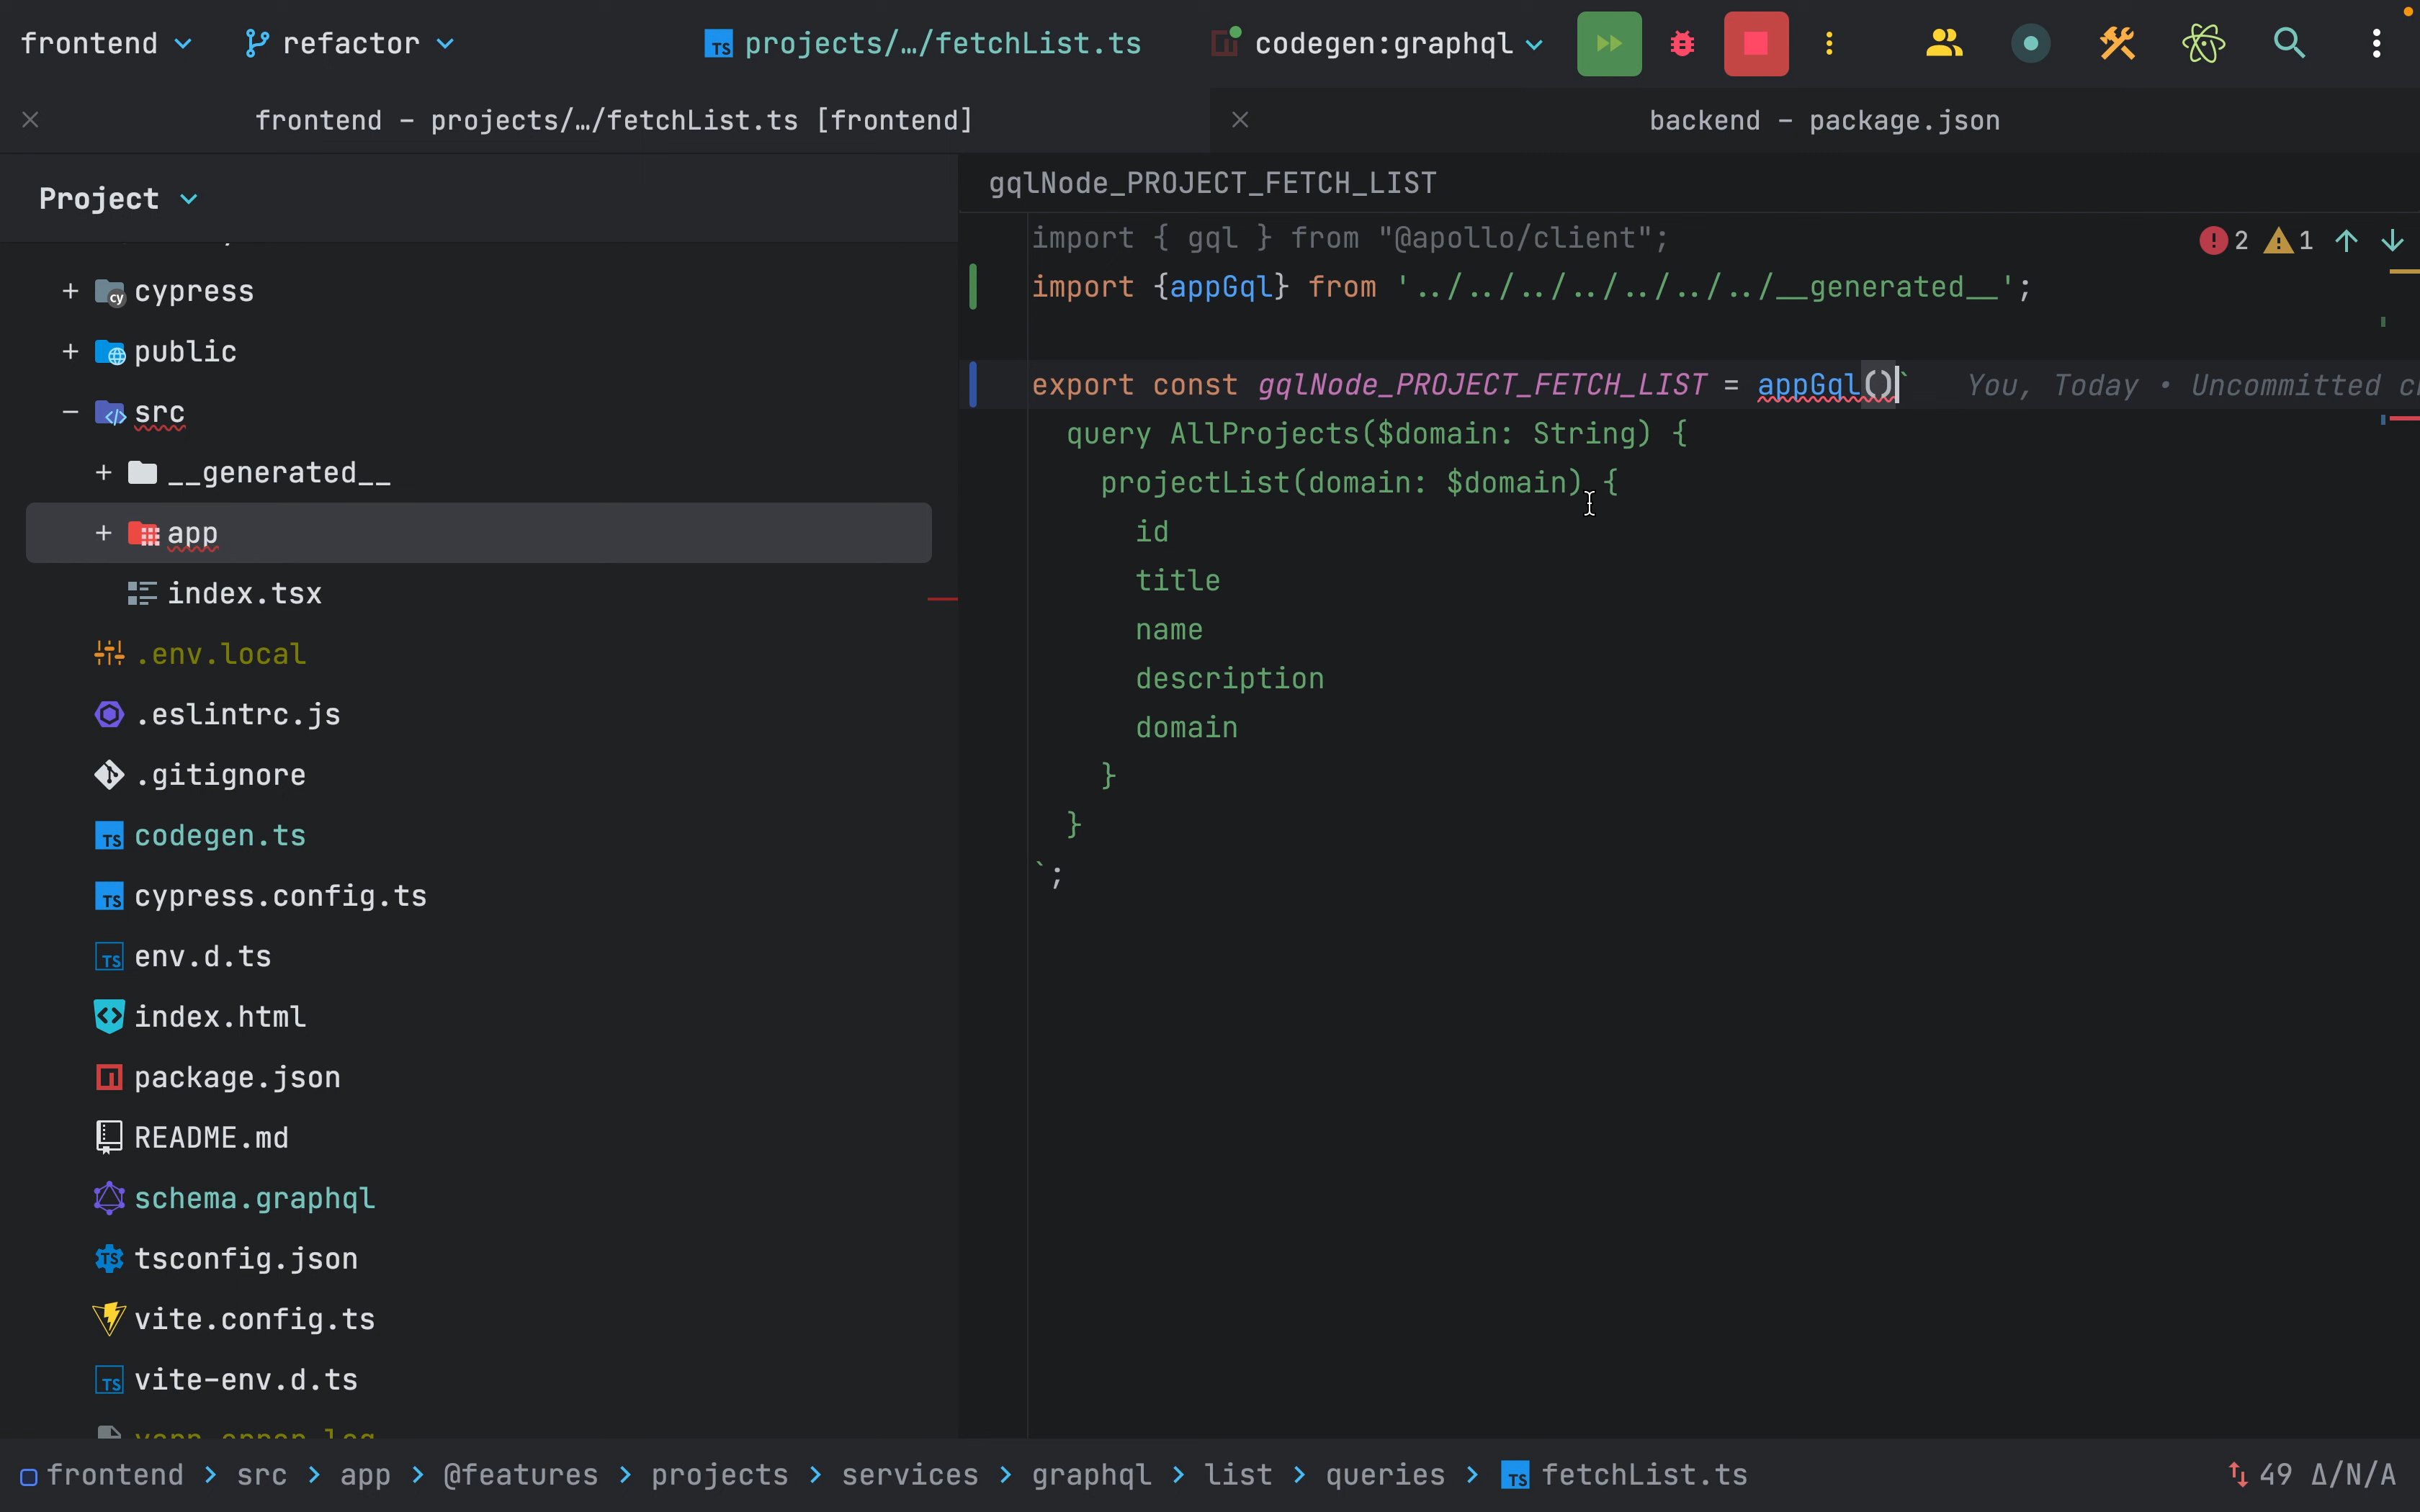 frontend refactor projects/…/fetchList.ts codegen:graphql
frontend – projects/…/fetchList.ts [frontend] backend – package.json
Project
cypress
public
src
__generated__
app
index.tsx
.env.local
.eslintrc.js
.gitignore
codegen.ts
cypress.config.ts
env.d.ts
index.html
package.json
README.md
schema.graphql
tsconfig.json
vite.config.ts
vite-env.d.ts
gqlNode_PROJECT_FETCH_LIST
2 1
import { gql } from "@apollo/client";
import {appGql} from '../../../../../../../__generated__';
export const gqlNode_PROJECT_FETCH_LIST = appGql()` You, Today • Uncommitted
query AllProjects($domain: String) {
projectList(domain: $domain) {
id
title
name
description
domain
}
}
`;
frontend > src > app > @features > projects > services > graphql > list > queries > fetchList.ts 49 Δ/N/A